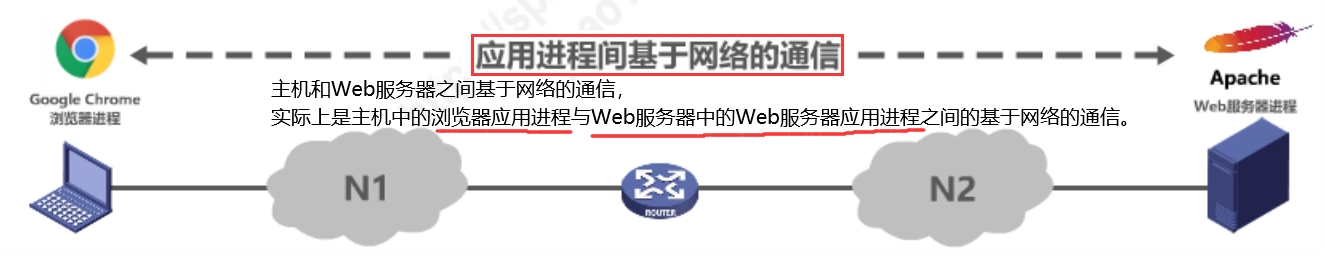 应用进程间基于网络的通信
Google Chrome
浏览器进程
主机和Web服务器之间基于网络的通信，
实际上是主机中的浏览器应用进程与Web服务器中的Web服务器应用进程之间的基于网络的通信。
Apache
Web服务器进程
N1
ROUTER
N2